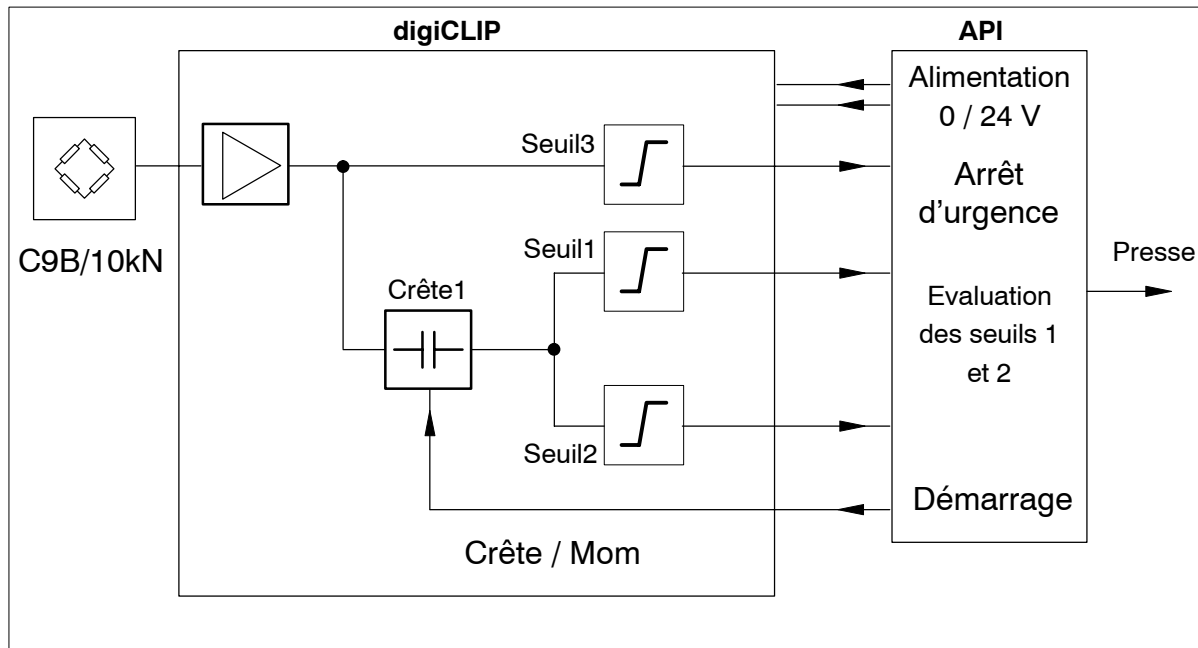 digiCLIP
API
Alimentation
0 / 24 V
Seuil3
Arrêt
d’urgence
C9B/10kN
Seuil1
Presse
Crête1
Evaluation
des seuils 1
et 2
Seuil2
Démarrage
Crête / Mom